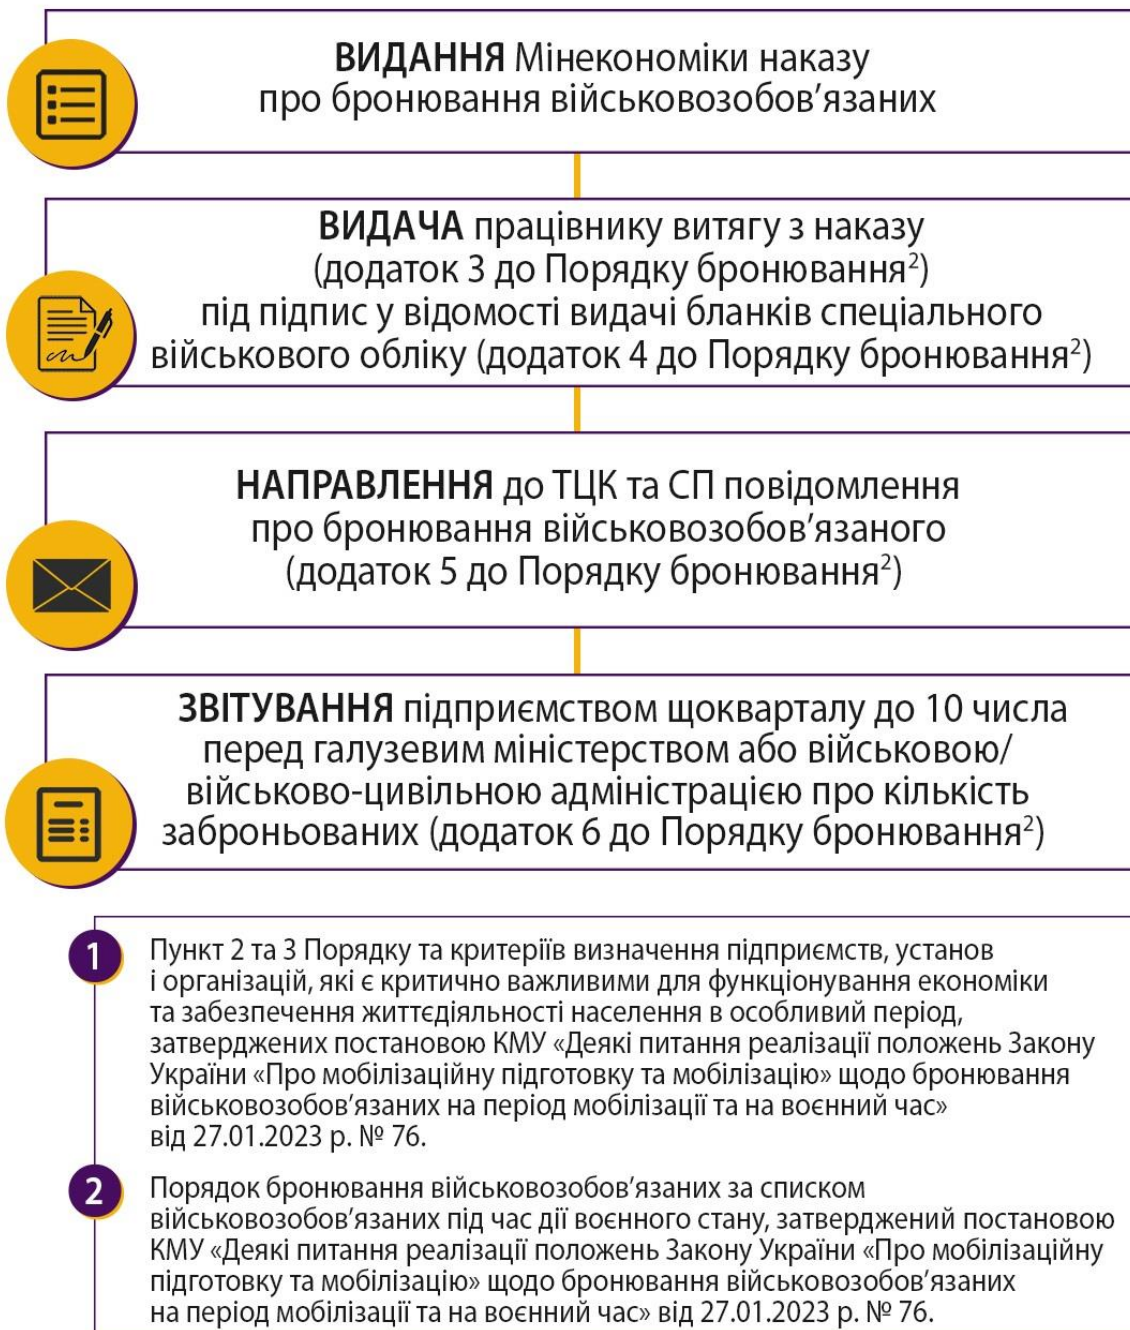 ВИДАННЯ Мінекономіки наказу
про бронювання військовозобов’язаних
ВИДАЧА працівнику витягу з наказу
(додаток 3 до Порядку бронювання²)
під підпис у відомості видачі бланків спеціального
військового обліку (додаток 4 до Порядку бронювання²)
НАПРАВЛЕННЯ до ТЦК та СП повідомлення
про бронювання військовозобов’язаного
(додаток 5 до Порядку бронювання²)
ЗВІТУВАННЯ підприємством щокварталу до 10 числа
перед галузевим міністерством або військовою/
військово-цивільною адміністрацією про кількість
заброньованих (додаток 6 до Порядку бронювання²)
1 Пункт 2 та 3 Порядку та критеріїв визначення підприємств, установ
і організацій, які є критично важливими для функціонування економіки
та забезпечення життєдіяльності населення в особливий період,
затверджених постановою КМУ «Деякі питання реалізації положень Закону
України «Про мобілізаційну підготовку та мобілізацію» щодо бронювання
військовозобов’язаних на період мобілізації та на воєнний час»
від 27.01.2023 р. № 76.
2 Порядок бронювання військовозобов’язаних за списком
військовозобов’язаних під час дії воєнного стану, затверджений постановою
КМУ «Деякі питання реалізації положень Закону України «Про мобілізаційну
підготовку та мобілізацію» щодо бронювання військовозобов’язаних
на період мобілізації та на воєнний час» від 27.01.2023 р. № 76.